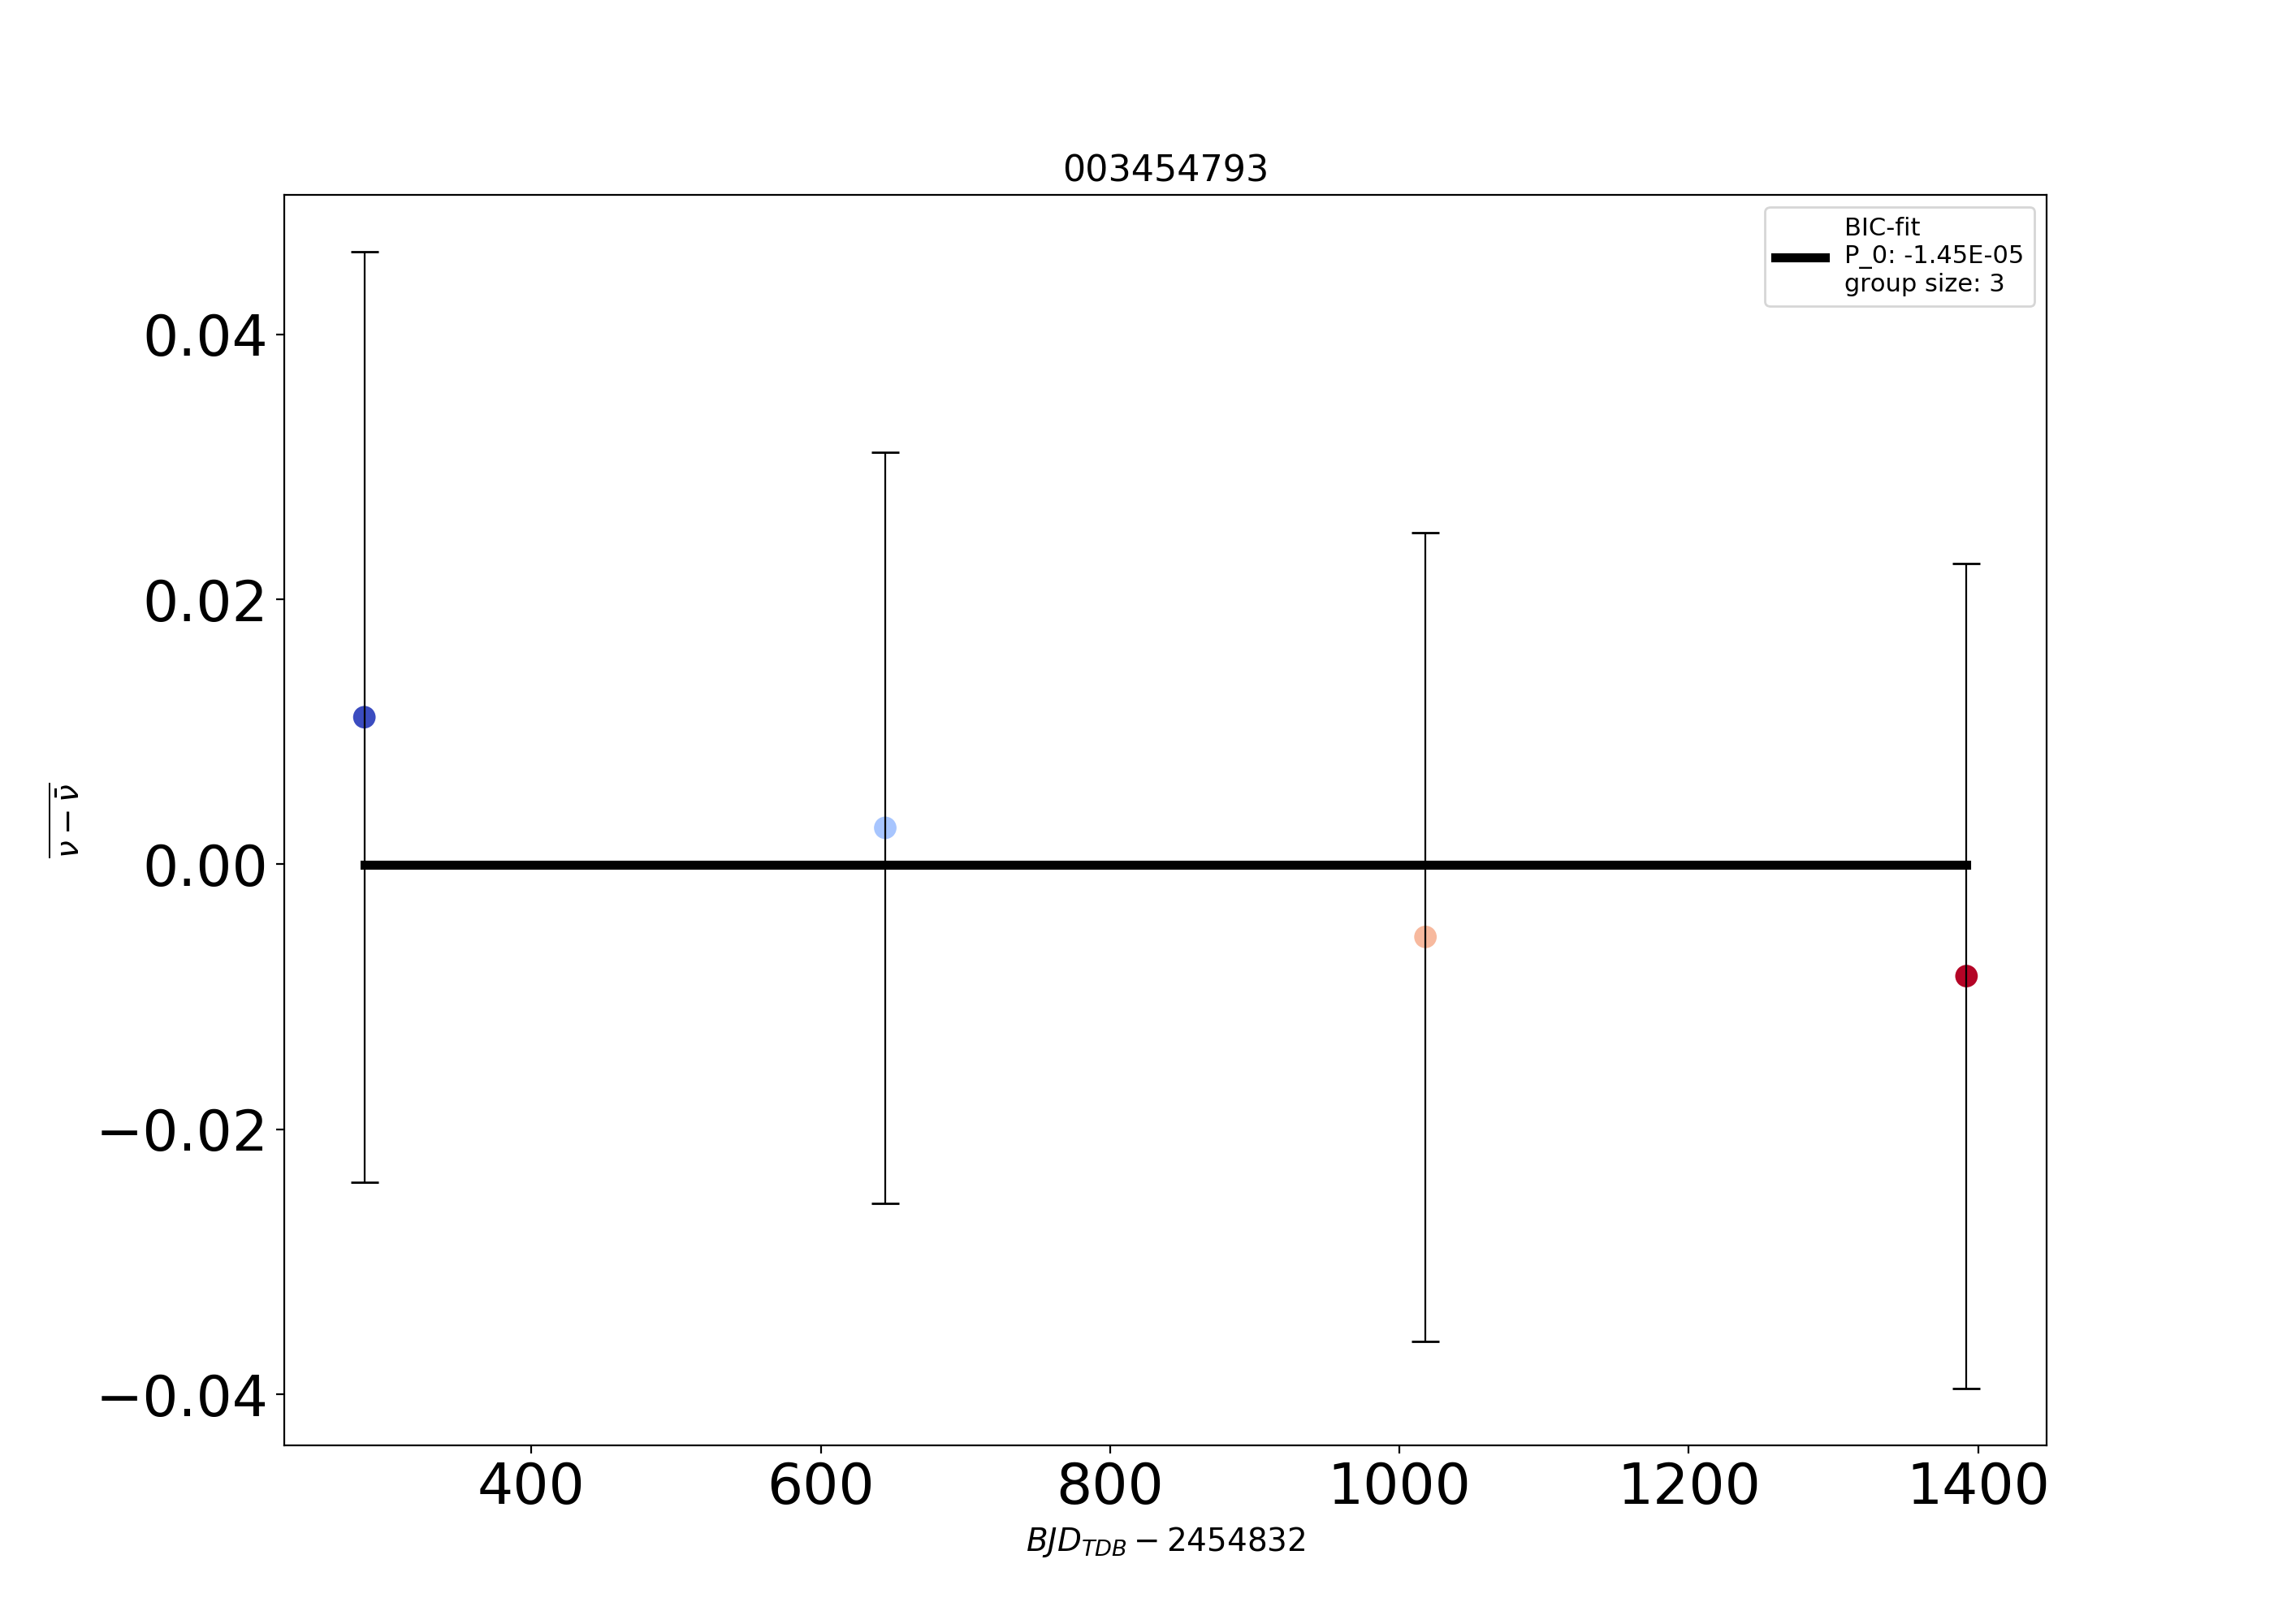 003454793
BIC-fit
P_0: -1.45E-05
group size: 3
0.04
0.02
0.00
−0.02
−0.04
ν − ν̄
400 600 800 1000 1200 1400
BJD_TDB − 2454832